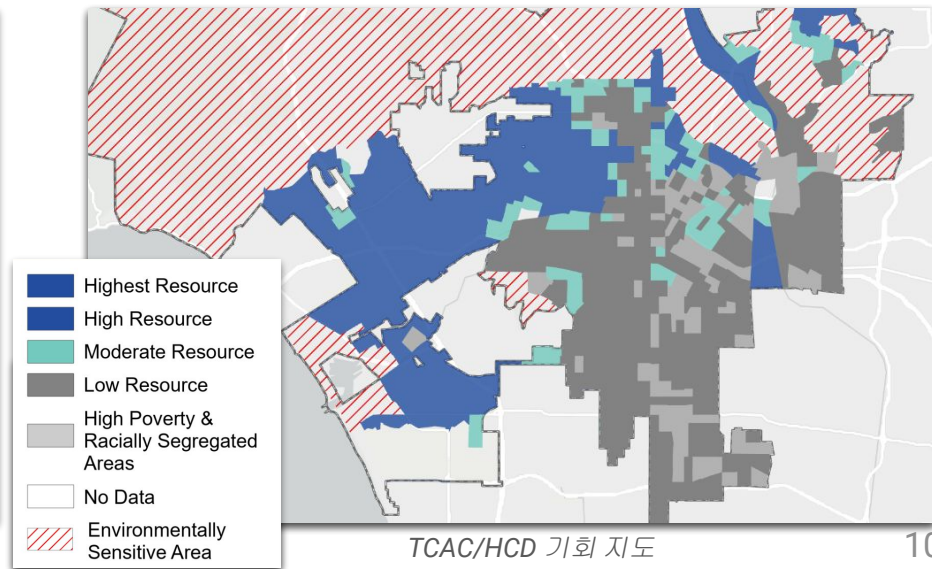 Highest Resource
High Resource
Moderate Resource
Low Resource
High Poverty &
Racially Segregated
Areas
No Data
Environmentally
Sensitive Area
TCAC/HCD 기회 지도
10